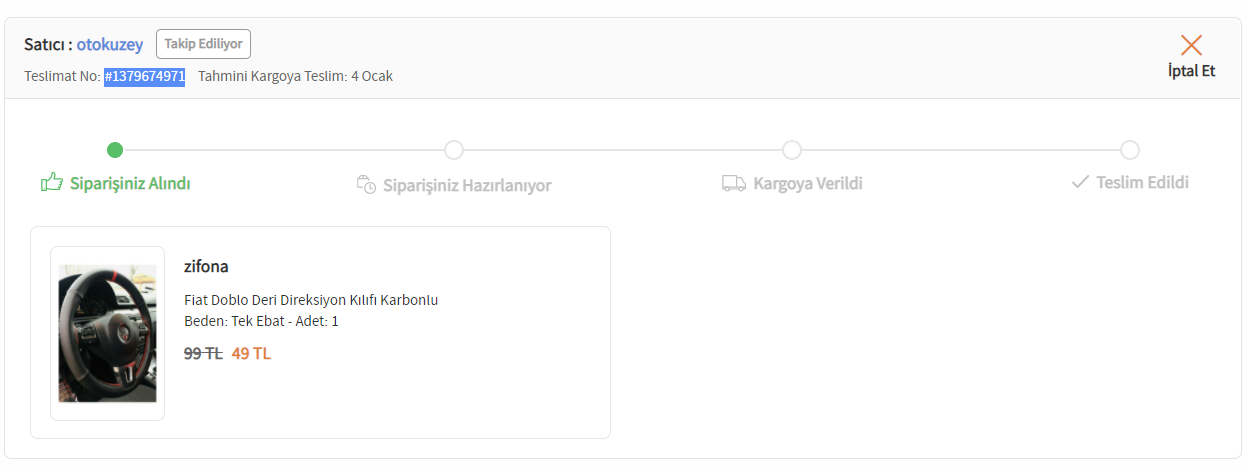 Satıcı : otokuzey Takip Ediliyor
Teslimat No: #1379674971 Tahmini Kargoya Teslim: 4 Ocak
İptal Et
Siparişiniz Alındı
Siparişiniz Hazırlanıyor
Kargoya Verildi
Teslim Edildi
zifona
Fiat Doblo Deri Direksiyon Kılıfı Karbonlu
Beden: Tek Ebat - Adet: 1
99 TL 49 TL